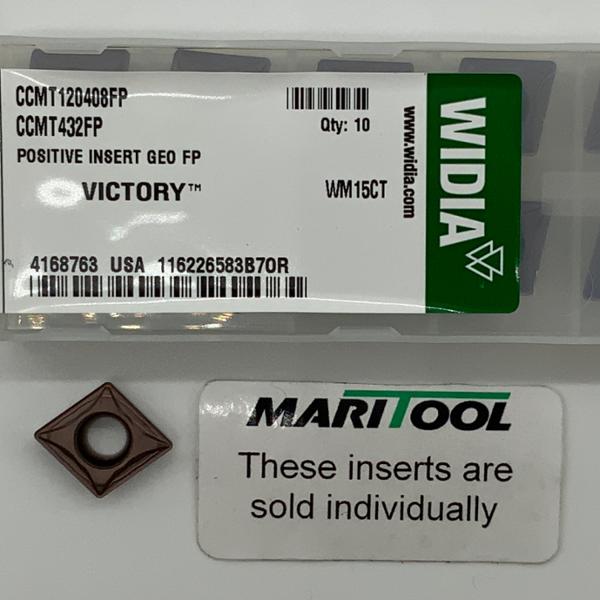 CCMT120408FP
CCMT432FP
Qty: 10
POSITIVE INSERT GEO FP
VICTORY™
WM15CT
www.widia.com
WIDIA
4168763 USA 116226583B70R
MARITOOL
These inserts are
sold individually